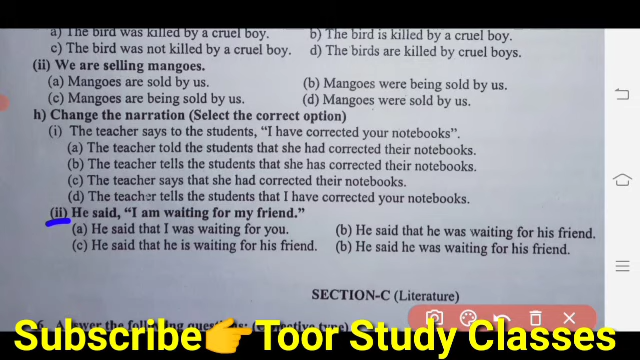 a) The bird was killed by a cruel boy. b) The bird is killed by a cruel boy.
c) The bird was not killed by a cruel boy. d) The birds are killed by cruel boys.
(ii) We are selling mangoes.
(a) Mangoes are sold by us. (b) Mangoes were being sold by us.
(c) Mangoes are being sold by us. (d) Mangoes were sold by us.
h) Change the narration (Select the correct option)
(i) The teacher says to the students, “I have corrected your notebooks”.
(a) The teacher told the students that she had corrected their notebooks.
(b) The teacher tells the students that she has corrected their notebooks.
(c) The teacher says that she had corrected their notebooks.
(d) The teacher tells the students that I have corrected your notebooks.
(ii) He said, “I am waiting for my friend.”
(a) He said that I was waiting for you. (b) He said that he was waiting for his friend.
(c) He said that he is waiting for his friend. (b) He said he was waiting for his friend.
SECTION-C (Literature)
6. Answer the following questions: (Objective type)
Subscribe👉Toor Study Classes